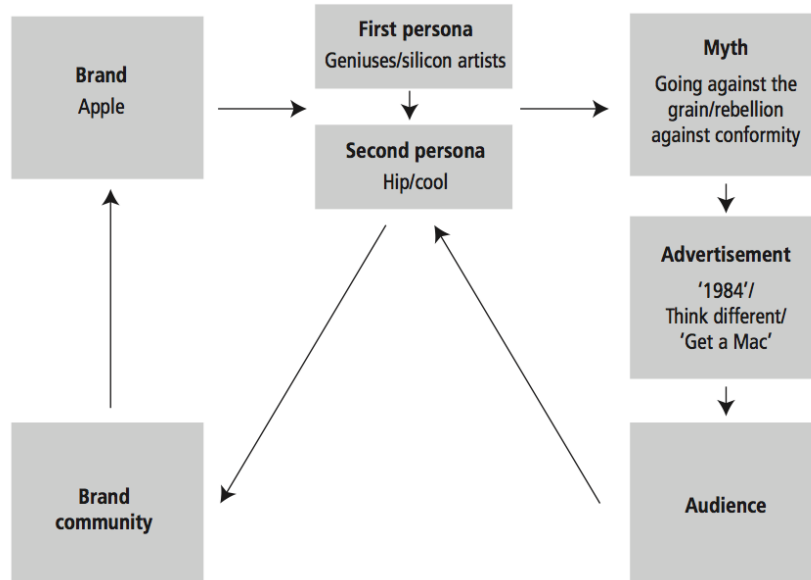 Brand
Apple
First persona
Geniuses/silicon artists
Second persona
Hip/cool
Myth
Going against the
grain/rebellion
against conformity
Advertisement
‘1984’/
Think different/
‘Get a Mac’
Brand
community
Audience